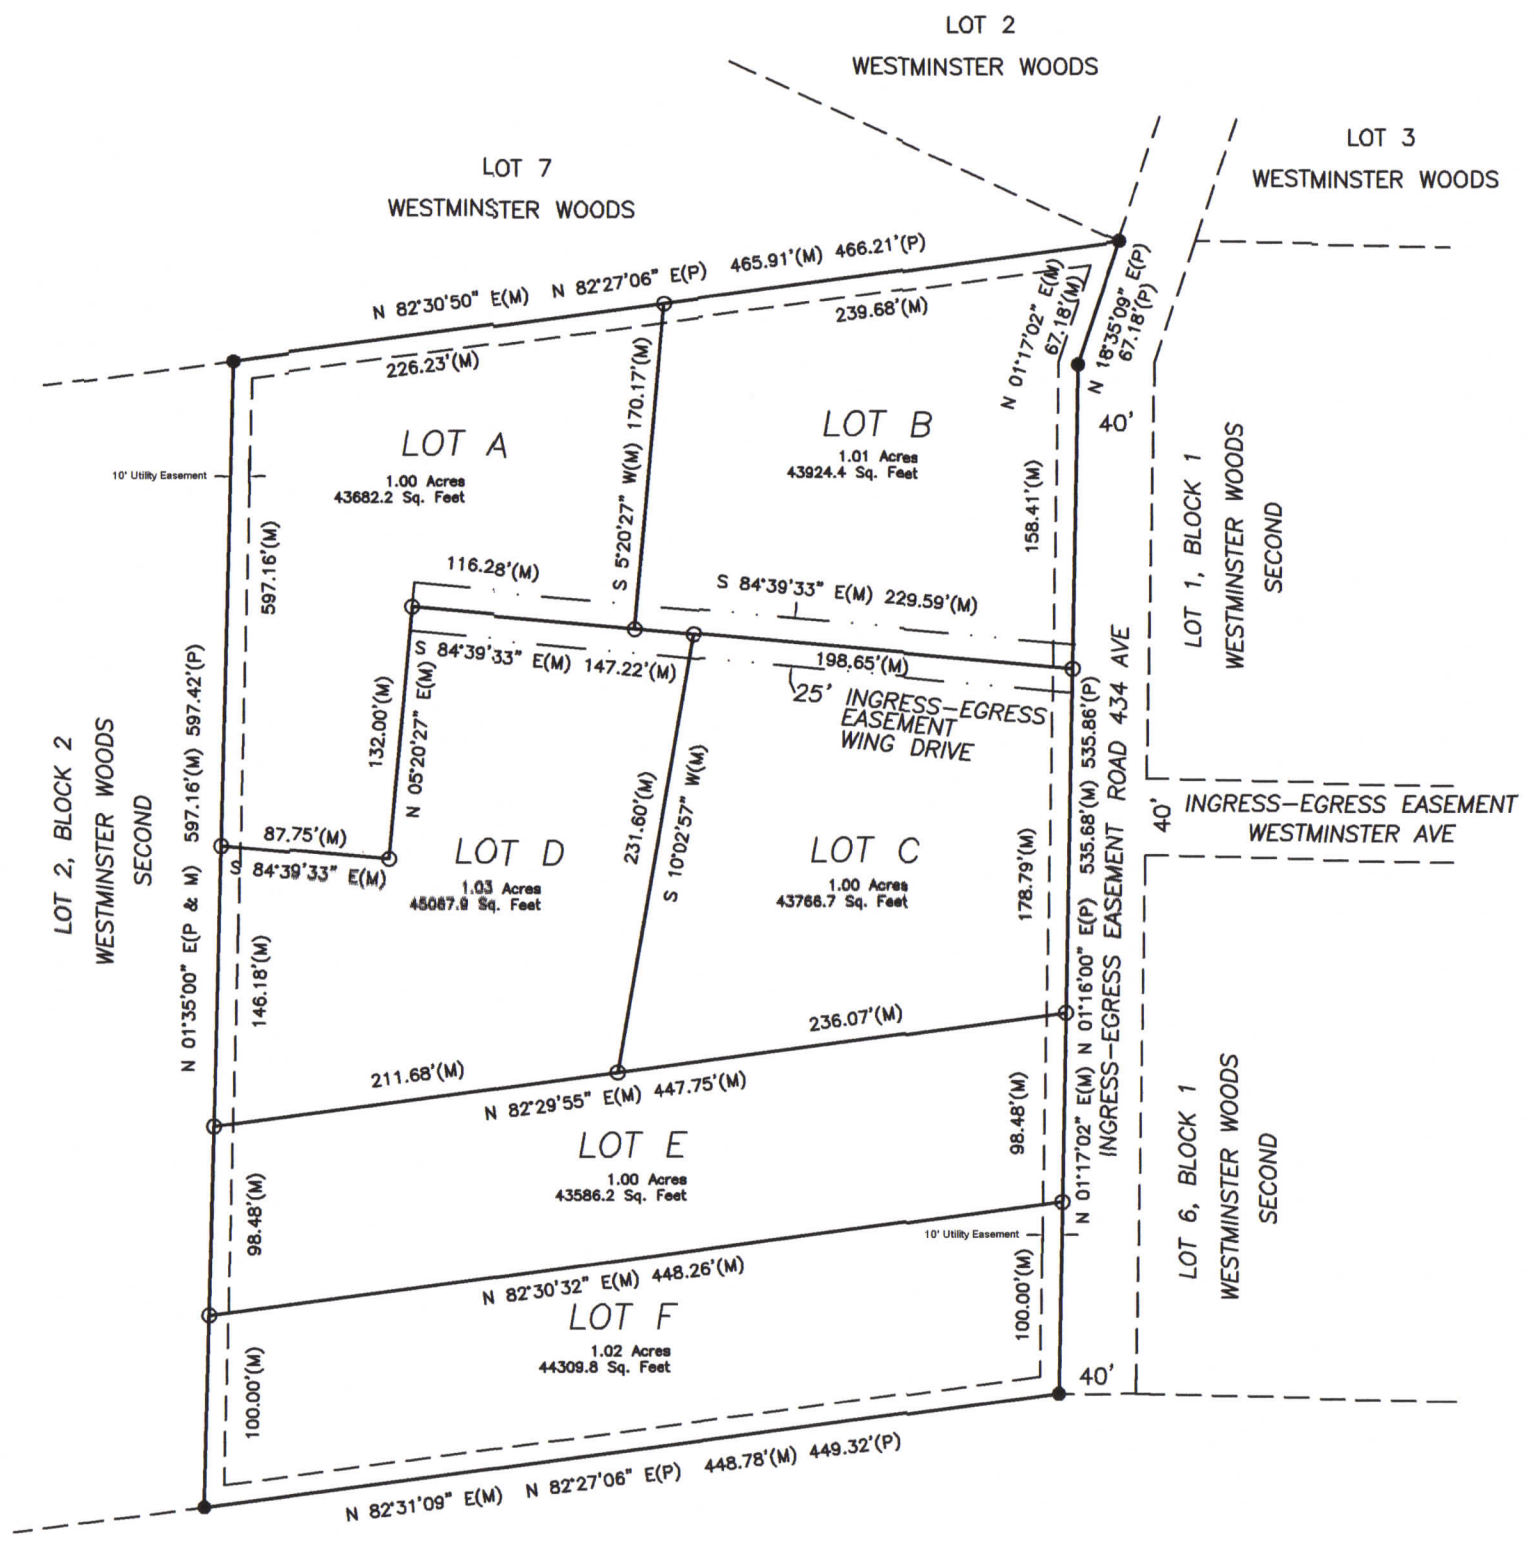 LOT 2
WESTMINSTER WOODS
LOT 3
WESTMINSTER WOODS
LOT 7
WESTMINSTER WOODS
N 82°30'50" E(M) N 82°27'06" E(P) 465.91'(M) 466.21'(P)
226.23'(M)
239.68'(M)
N 01°17'02" E(M)
67.18'(M)
N 18°35'09" E(P)
67.18'(P)
40'
LOT A
1.00 Acres
43682.2 Sq. Feet
LOT B
1.01 Acres
43924.4 Sq. Feet
10' Utility Easement
S 5°20'27" W(M) 170.17'(M)
158.41'(M)
597.16'(M)
LOT 1, BLOCK 1
WESTMINSTER WOODS
SECOND
116.28'(M)
S 84°39'33" E(M) 229.59'(M)
S 84°39'33" E(M) 147.22'(M)
198.65'(M)
25' INGRESS-EGRESS
EASEMENT
WING DRIVE
132.00'(M)
N 05°20'27" E(M)
N 01°35'00" E(P & M) 597.16'(M) 597.42'(P)
LOT 2, BLOCK 2
WESTMINSTER WOODS
SECOND
87.75'(M)
S 84°39'33" E(M)
LOT D
1.03 Acres
45067.9 Sq. Feet
231.60'(M)
S 10°02'57" W(M)
LOT C
1.00 Acres
43766.7 Sq. Feet
178.79'(M)
N 01°17'02" E(M) N 01°16'00" E(P) 535.68'(M) 535.86'(P)
INGRESS-EGRESS EASEMENT ROAD 434 AVE
40'
INGRESS-EGRESS EASEMENT
WESTMINSTER AVE
146.18'(M)
211.68'(M)
236.07'(M)
N 82°29'55" E(M) 447.75'(M)
LOT E
1.00 Acres
43586.2 Sq. Feet
98.48'(M)
98.48'(M)
LOT 6, BLOCK 1
WESTMINSTER WOODS
SECOND
10' Utility Easement
N 82°30'32" E(M) 448.26'(M)
LOT F
1.02 Acres
44309.8 Sq. Feet
100.00'(M)
100.00'(M)
40'
N 82°31'09" E(M) N 82°27'06" E(P) 448.78'(M) 449.32'(P)